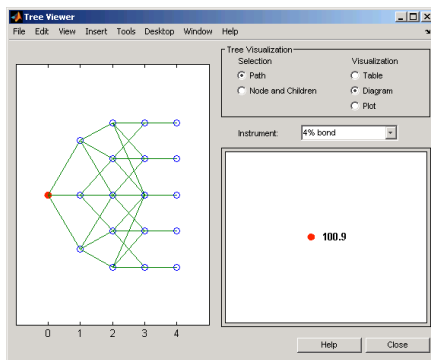 Tree Viewer
File Edit View Insert Tools Desktop Window Help
Tree Visualization
Selection
Visualization
Path
Table
Node and Children
Diagram
Plot
Instrument:
4% bond
100.9
0 1 2 3 4
Help
Close